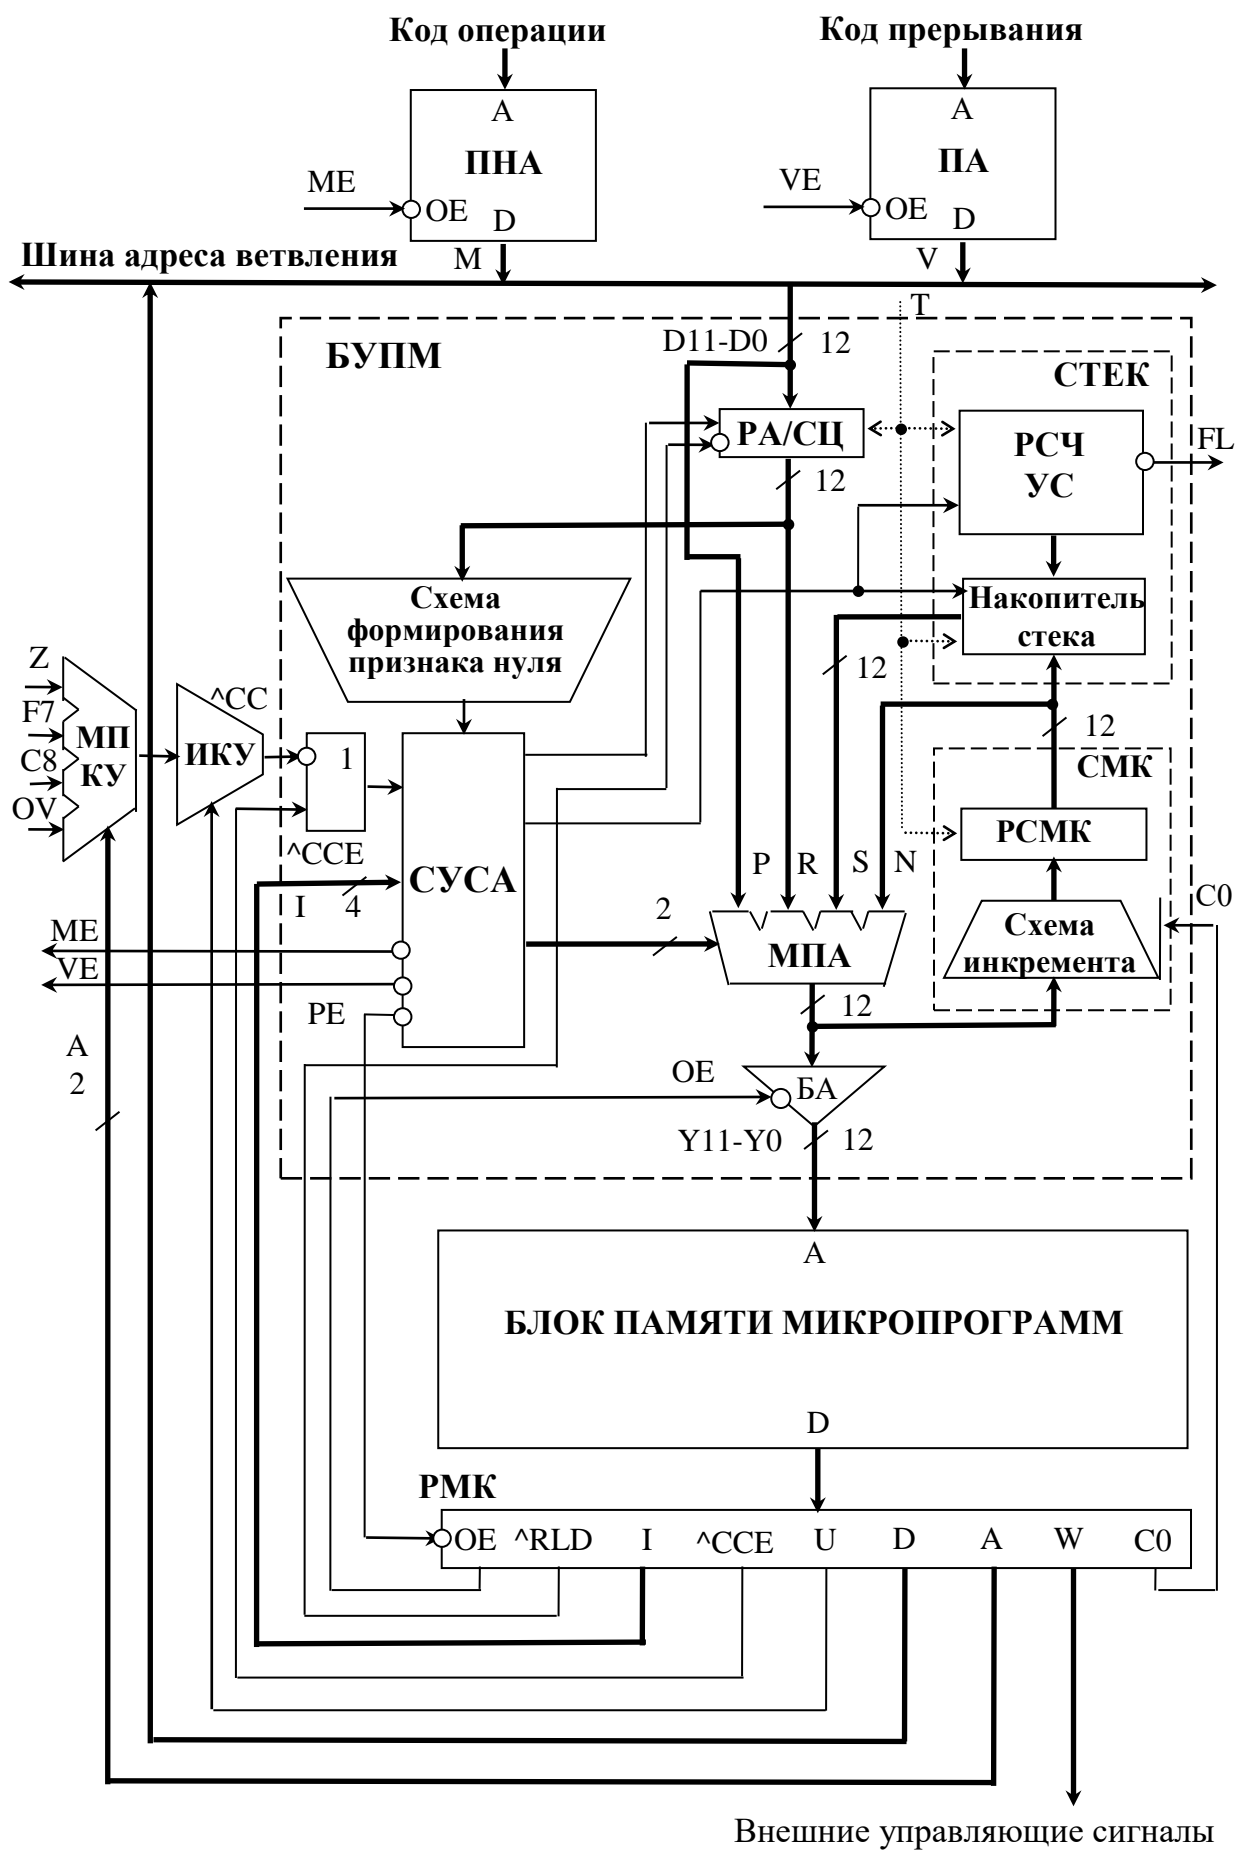 Код операции
Код прерывания
A
ПНА
ME
OE
D
A
ПА
VE
OE
D
Шина адреса ветвления
M
V
T
БУПМ
D11-D0
12
СТЕК
РА/СЦ
12
РСЧ
УС
FL
Схема
формирования
признака нуля
Накопитель
стека
12
12
Z
F7
C8
OV
МП
КУ
^CC
ИКУ
1
^CCE
СУСА
I
4
ME
VE
PE
P
R
S
N
2
МПА
12
СМК
РСМК
C0
Схема
инкремента
A
2
OE
БА
Y11-Y0
12
A
БЛОК ПАМЯТИ МИКРОПРОГРАММ
D
РМК
OE
^RLD
I
^CCE
U
D
A
W
C0
Внешние управляющие сигналы